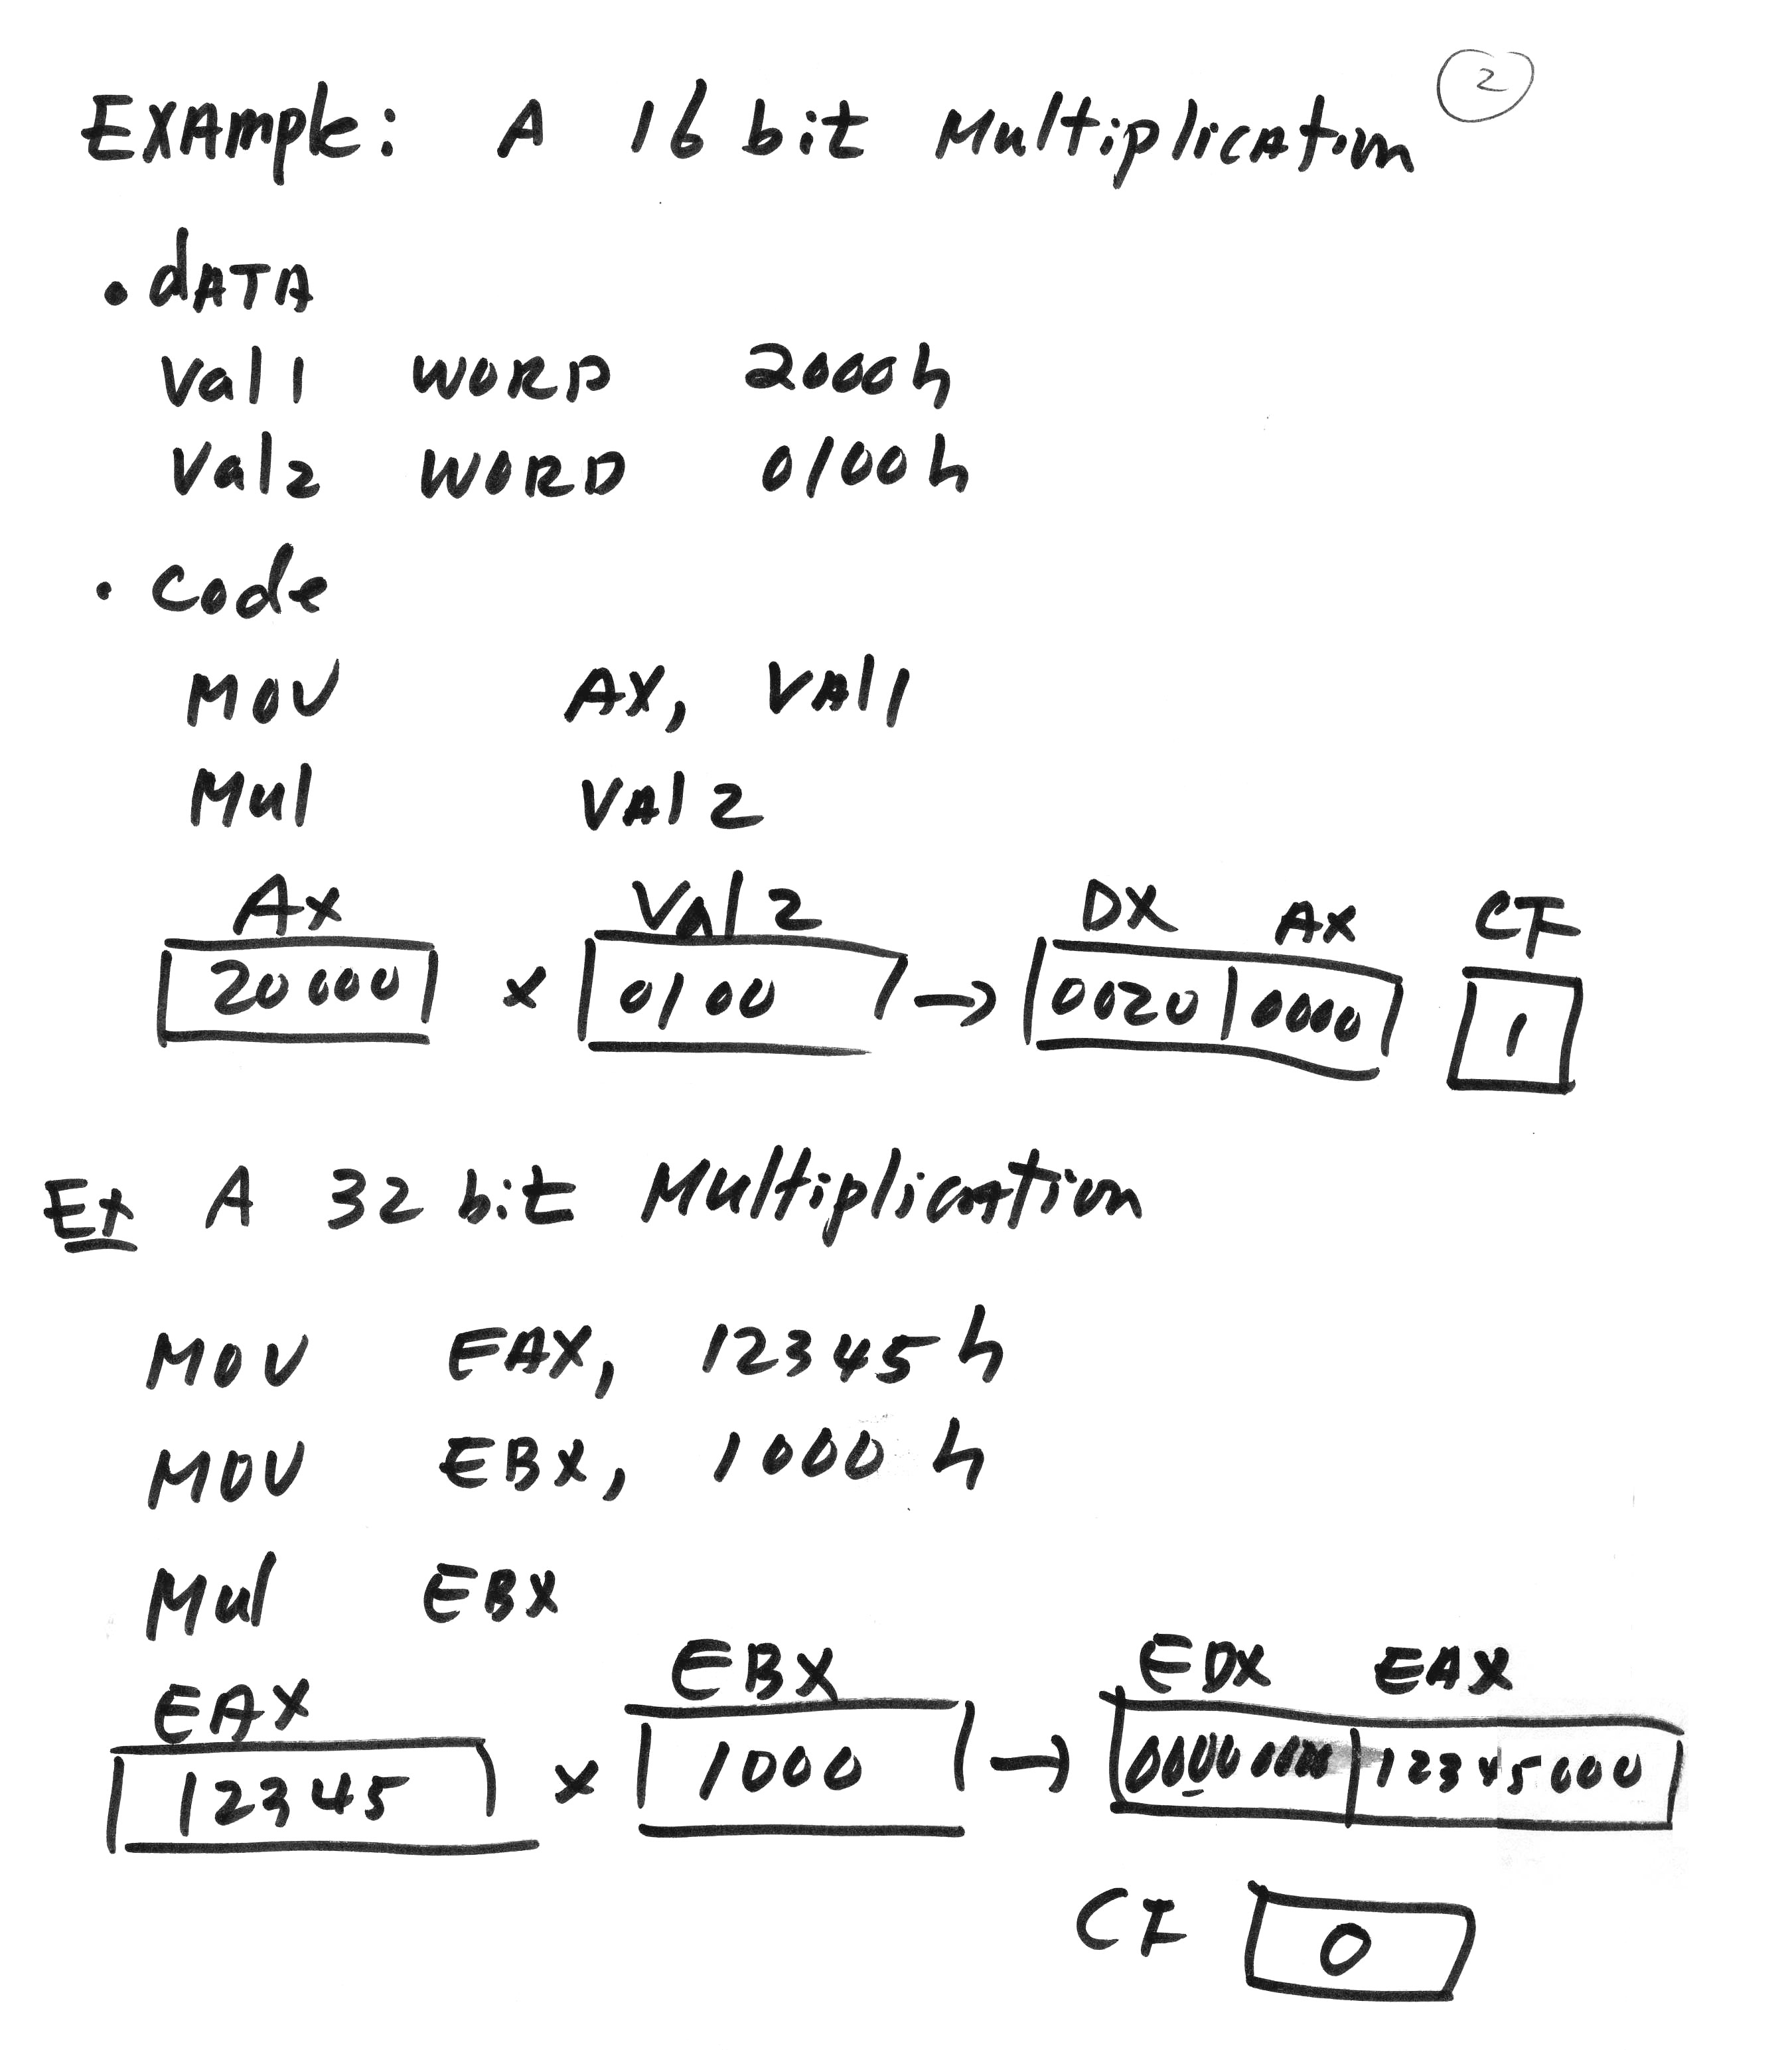 2
EXAmple: A 16 bit Multiplication
.dATA
Val1 WORD 2000h
Val2 WORD 0100h
.code
MOV AX, VAl1
Mul VAl2
AX Val2 DX AX CF
20000 x 0100 → 0020 0000 1
Ex A 32 bit Multiplication
MOV EAX, 12345h
MOV EBX, 1000h
Mul EBX
EAX EBX EDX EAX
12345 x 1000 → 00000000 12345000
CF 0